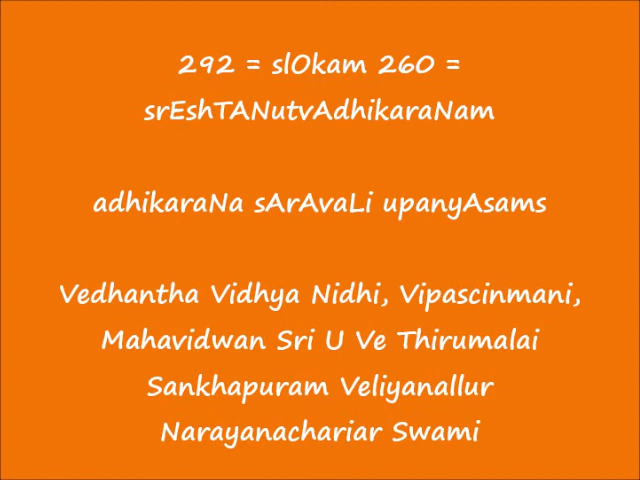 292 = slOkam 260 =
srEshTANutvAdhikaraNam
adhikaraNa sArAvaLi upanyAsams
Vedhantha Vidhya Nidhi, Vipascinmani,
Mahavidwan Sri U Ve Thirumalai
Sankhapuram Veliyanallur
Narayanachariar Swami